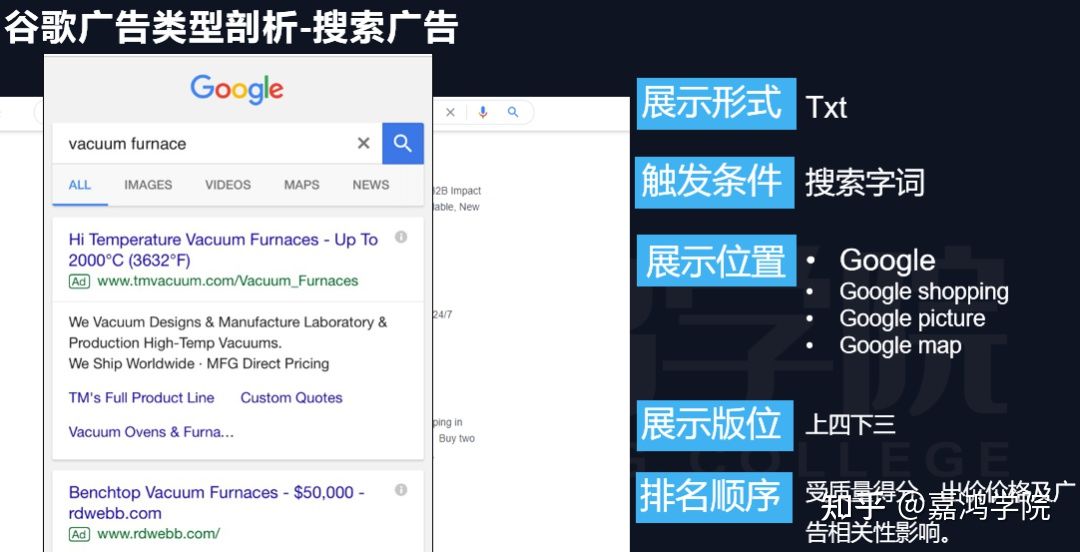 谷歌广告类型剖析-搜索广告
Google
vacuum furnace
ALL IMAGES VIDEOS MAPS NEWS
Hi Temperature Vacuum Furnaces - Up To
2000°C (3632°F)
Ad www.tmvacuum.com/Vacuum_Furnaces
We Vacuum Designs & Manufacture Laboratory &
Production High-Temp Vacuums.
We Ship Worldwide · MFG Direct Pricing
TM's Full Product Line Custom Quotes
Vacuum Ovens & Furna...
Benchtop Vacuum Furnaces - $50,000 -
rdwebb.com
Ad www.rdwebb.com/
B2B Impact
lable, New
24/7
ping in
Buy two
展示形式 Txt
触发条件 搜索字词
展示位置
• Google
• Google shopping
• Google picture
• Google map
展示版位 上四下三
排名顺序 受质量得分、出价价格及广
告相关性影响。
学院
COLLEGE
知乎 @嘉鸿学院